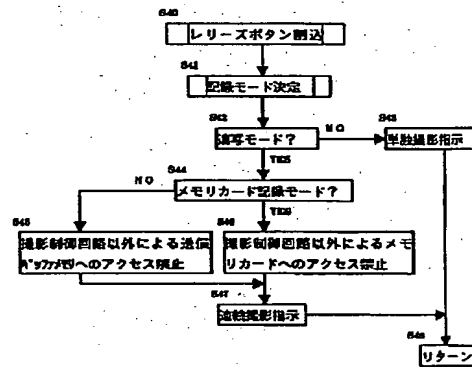 S40
レリーズボタン割込
S41
記録モード決定
S42
連写モード?
NO
S43
単独撮影指示
YES
S44
メモリカード記録モード?
NO
YES
S45
撮影制御回路以外による送信
バッファメモリへのアクセス禁止
S46
撮影制御回路以外によるメモ
リカードへのアクセス禁止
S47
連続撮影指示
S48
リターン